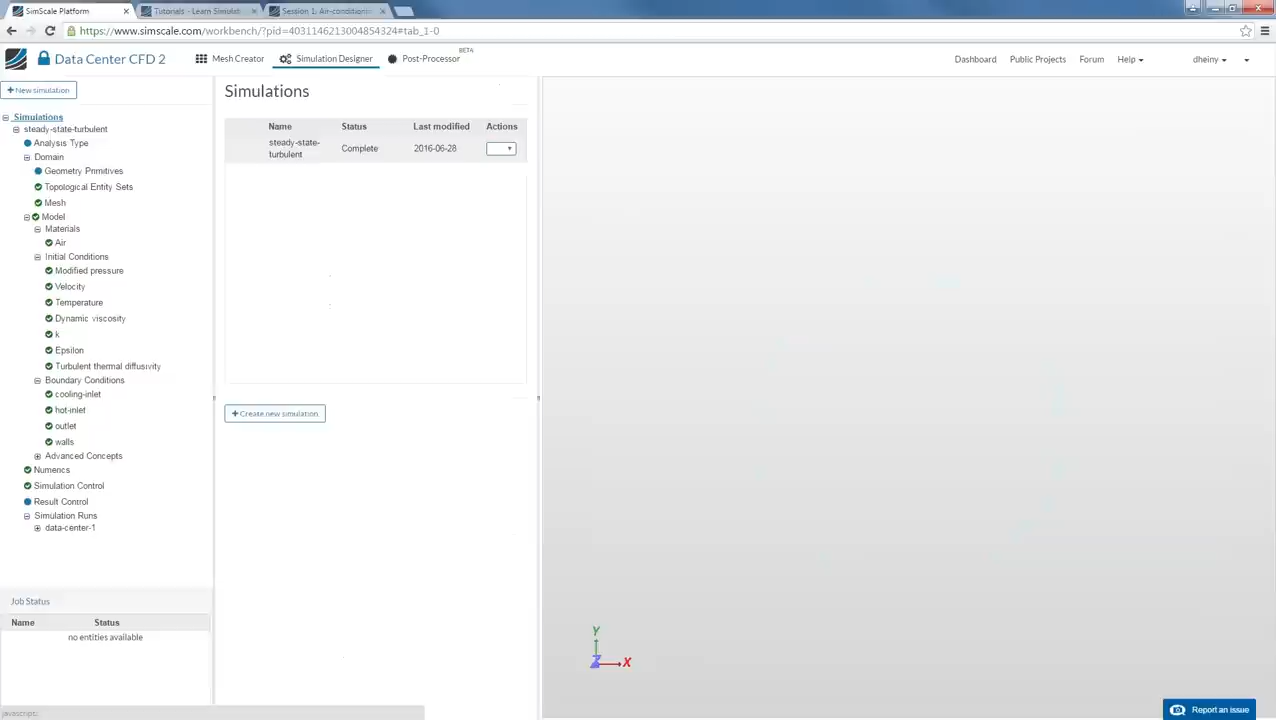 SimScale Platform
Tutorials - Learn Simulati
Session 1: Air-condition
https://www.simscale.com/workbench/?pid=4031146213004854324#tab_1-0
Data Center CFD 2
Mesh Creator
Simulation Designer
Post-Processor
BETA
Dashboard
Public Projects
Forum
Help
dheiny
+ New simulation
Simulations
steady-state-turbulent
Analysis Type
Domain
Geometry Primitives
Topological Entity Sets
Mesh
Model
Materials
Air
Initial Conditions
Modified pressure
Velocity
Temperature
Dynamic viscosity
k
Epsilon
Turbulent thermal diffusivity
Boundary Conditions
cooling-inlet
hot-inlet
outlet
walls
Advanced Concepts
Numerics
Simulation Control
Result Control
Simulation Runs
data-center-1
Job Status
Name Status
no entities available
javascript:
Simulations
Name Status Last modified Actions
steady-state-turbulent Complete 2016-06-28
+ Create new simulation
Y
Z
X
Report an issue